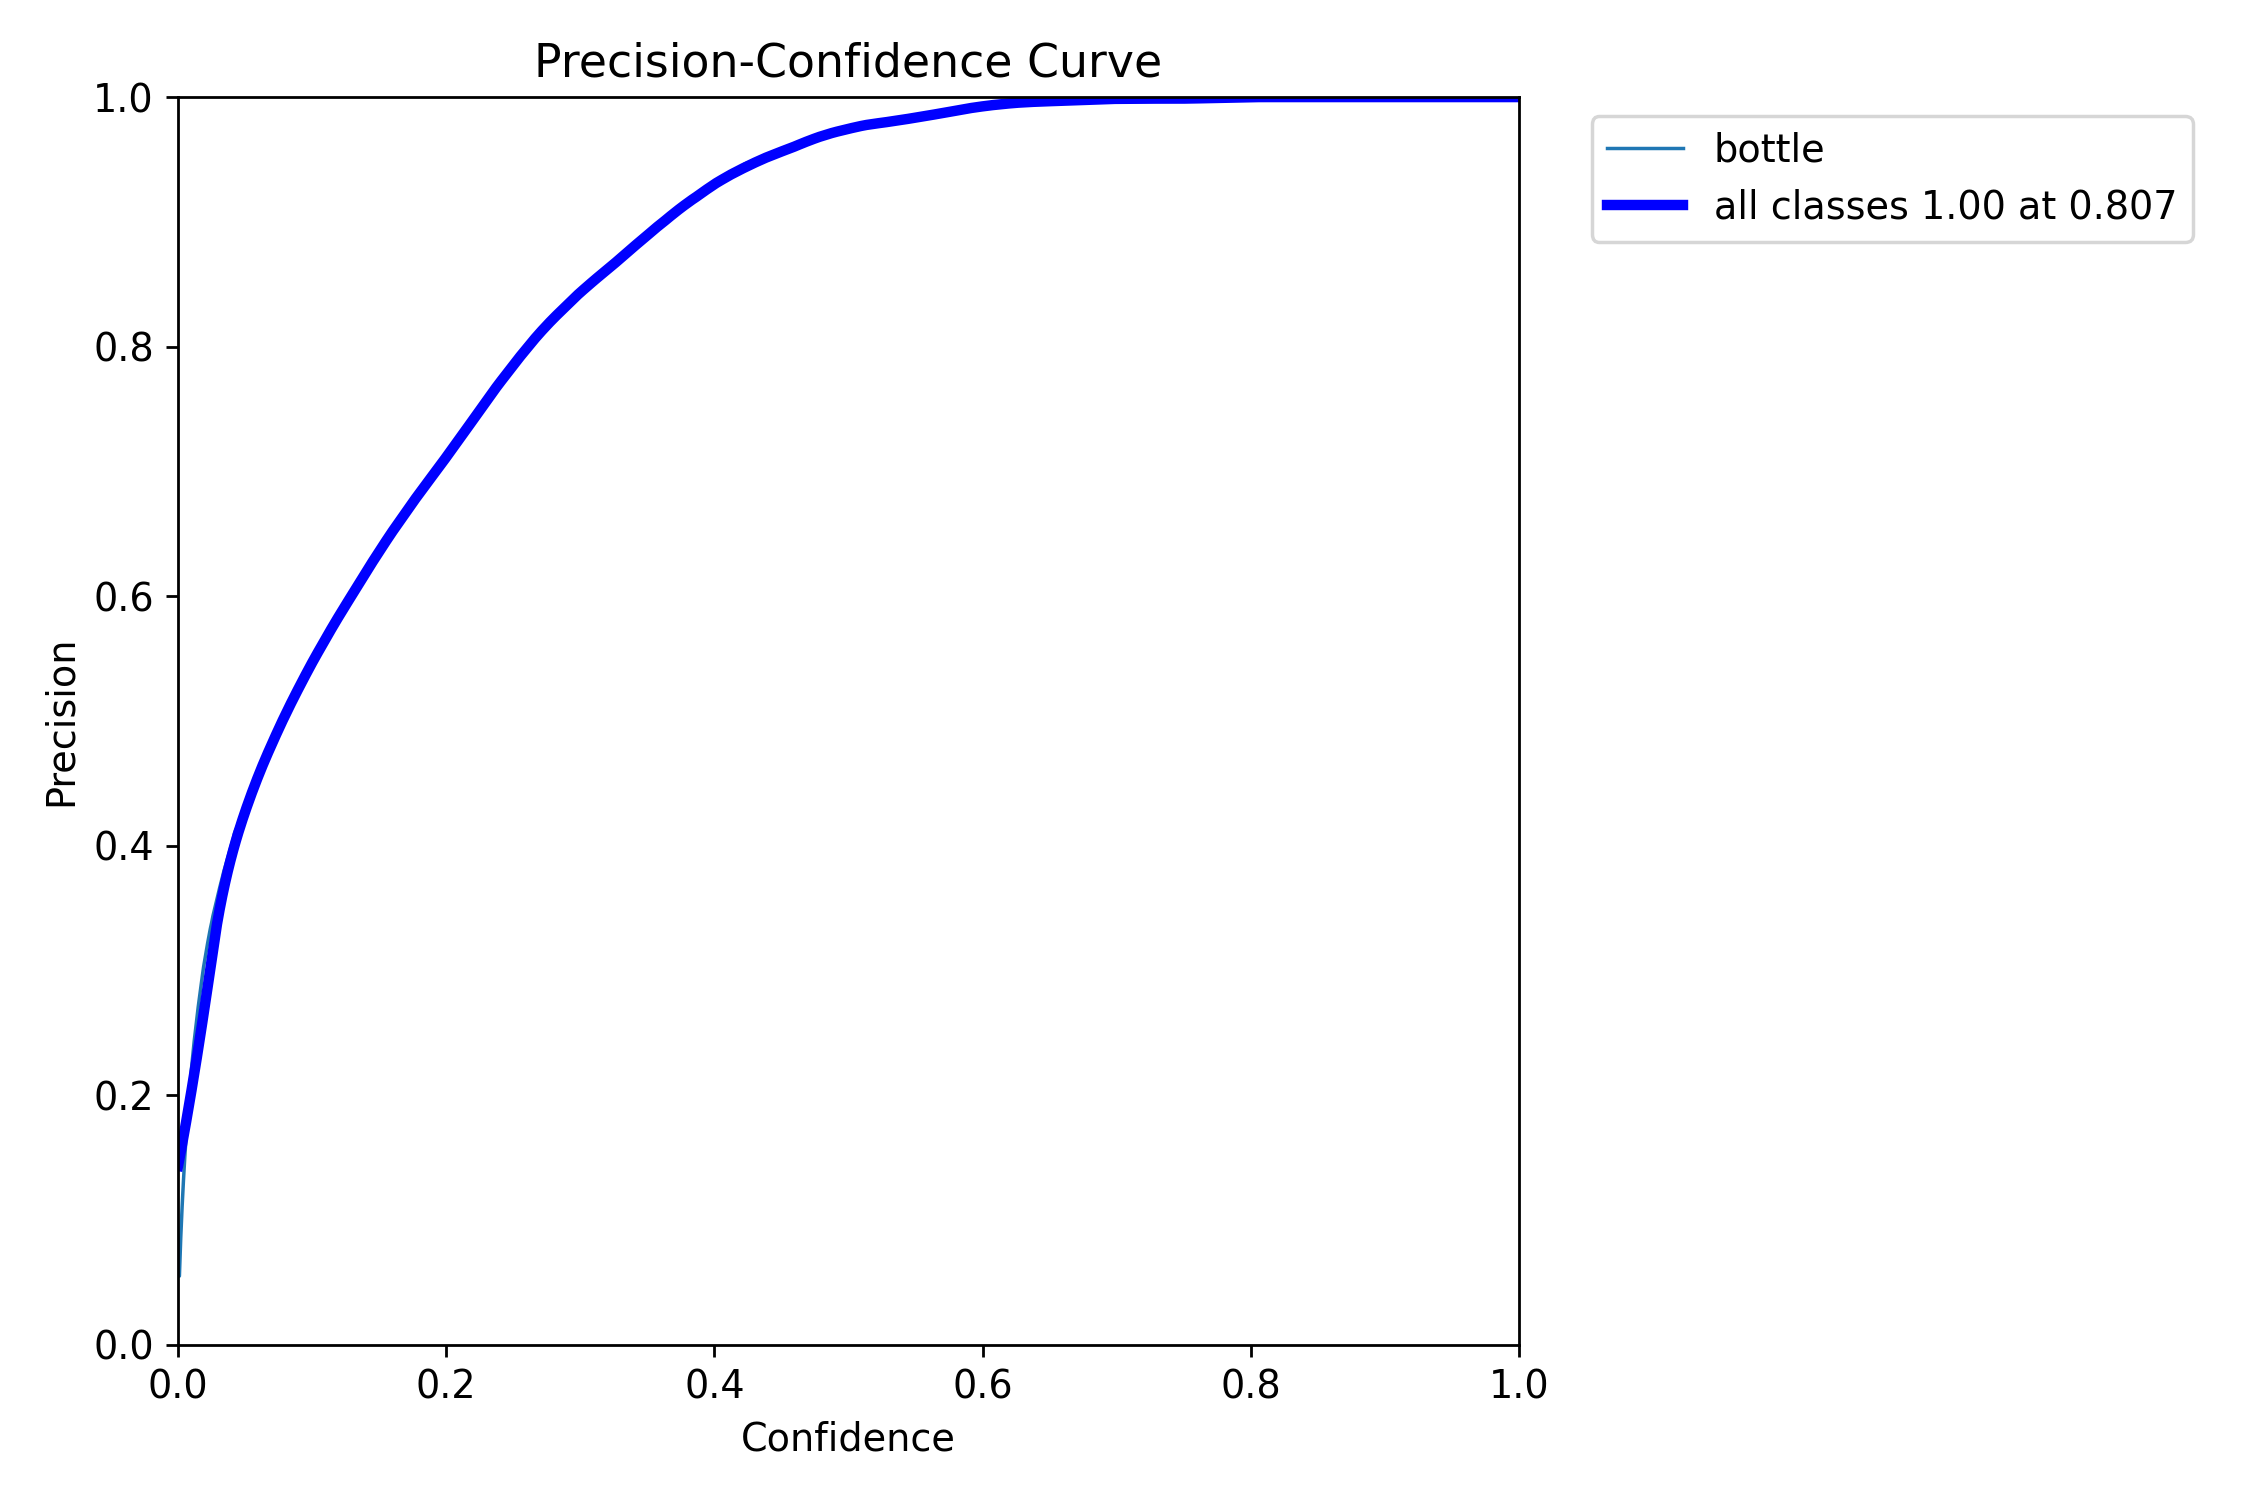 Precision-Confidence Curve
1.0
0.8
0.6
0.4
0.2
0.0
Precision
0.0 0.2 0.4 0.6 0.8 1.0
Confidence
bottle
all classes 1.00 at 0.807